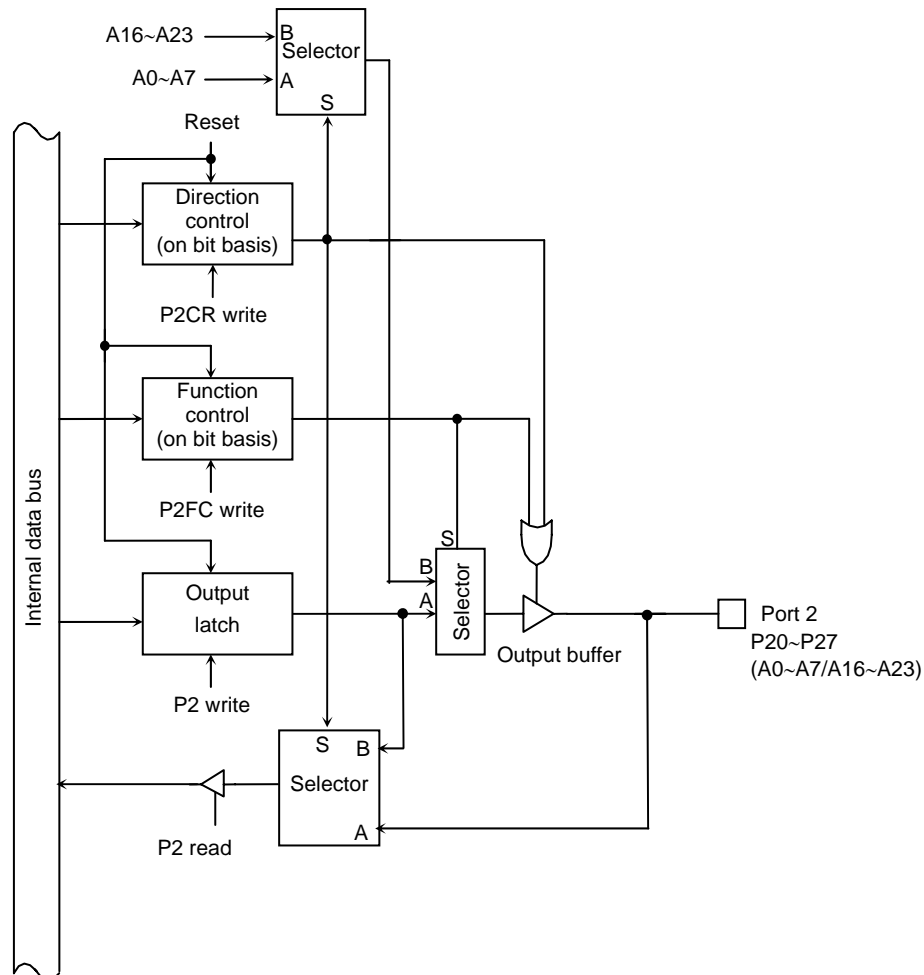 A16~A23
B
Selector
A0~A7
A
S
Reset
Direction
control
(on bit basis)
P2CR write
Function
control
(on bit basis)
P2FC write
Internal data bus
S
B
A
Selector
Output
latch
Output buffer
Port 2
P20~P27
(A0~A7/A16~A23)
P2 write
S
B
Selector
A
P2 read